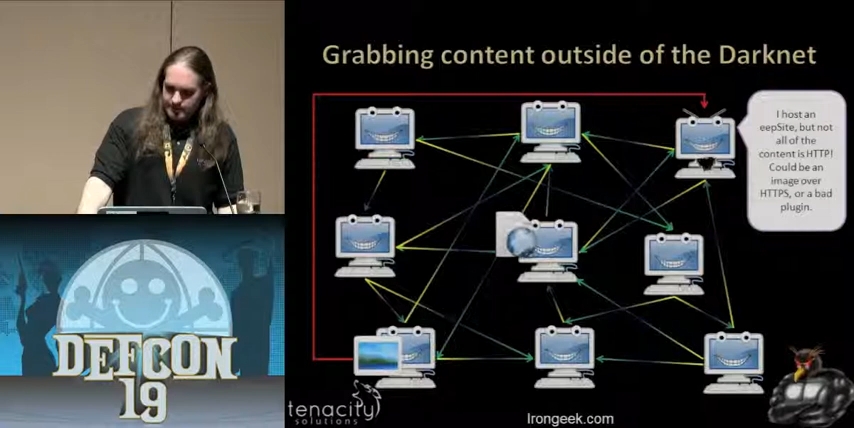 Grabbing content outside of the Darknet
I host an
eepSite, but not
all of the
content is HTTP!
Could be an
image over
HTTPS, or a bad
plugin.
DEFCON
19
tenacity
solutions
Irongeek.com